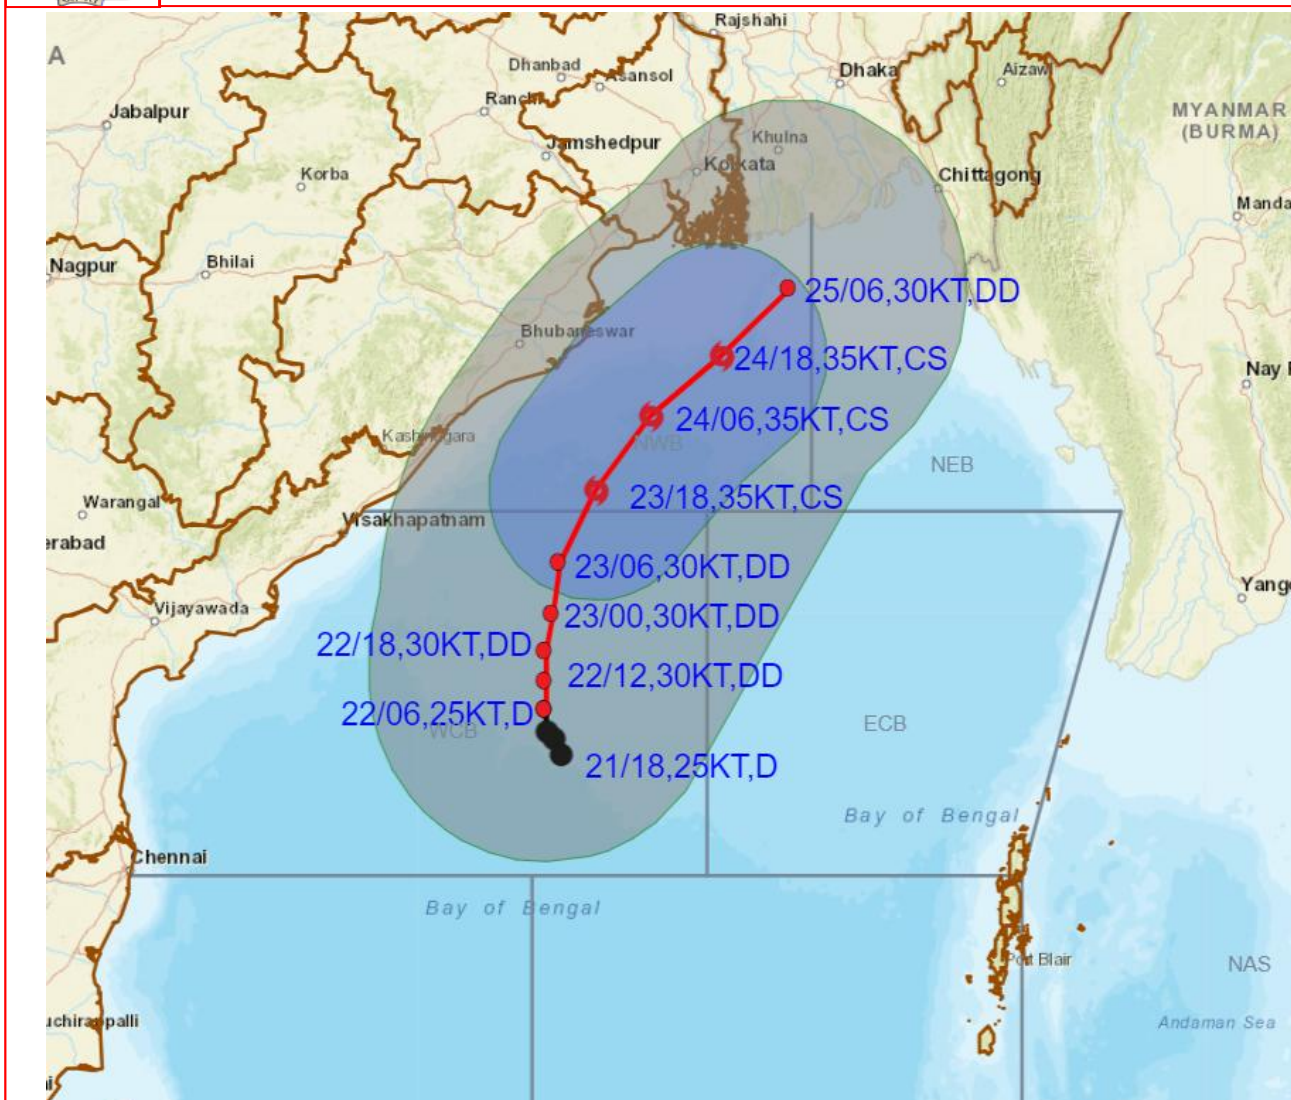 Rajshahi
A
Dhanbad
Asansol
Dhaka
Aizawl
Ranchi
Jabalpur
MYANMAR
(BURMA)
Khulna
Jamshedpur
Kolkata
Korba
Chittagong
Manda
Nagpur
Bhilai
25/06,30KT,DD
Bhubaneswar
24/18,35KT,CS
Nay
24/06,35KT,CS
NWB
NEB
23/18,35KT,CS
Warangal
Visakhapatnam
erabad
23/06,30KT,DD
Yang
Vijayawada
23/00,30KT,DD
22/18,30KT,DD
22/12,30KT,DD
22/06,25KT,D
WCB
ECB
21/18,25KT,D
Bay of Bengal
Chennai
Bay of Bengal
Port Blair
NAS
uchirappalli
Andaman Sea